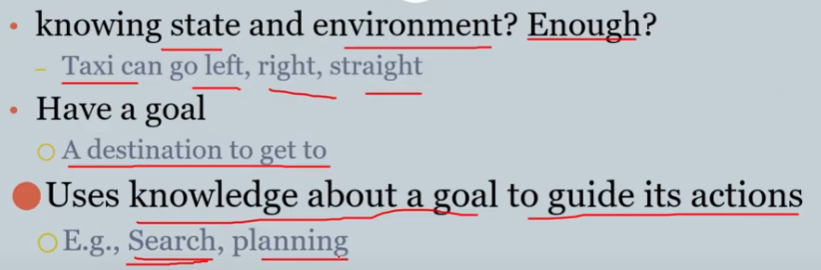 • knowing state and environment? Enough?
– Taxi can go left, right, straight
• Have a goal
○ A destination to get to
● Uses knowledge about a goal to guide its actions
○ E.g., Search, planning